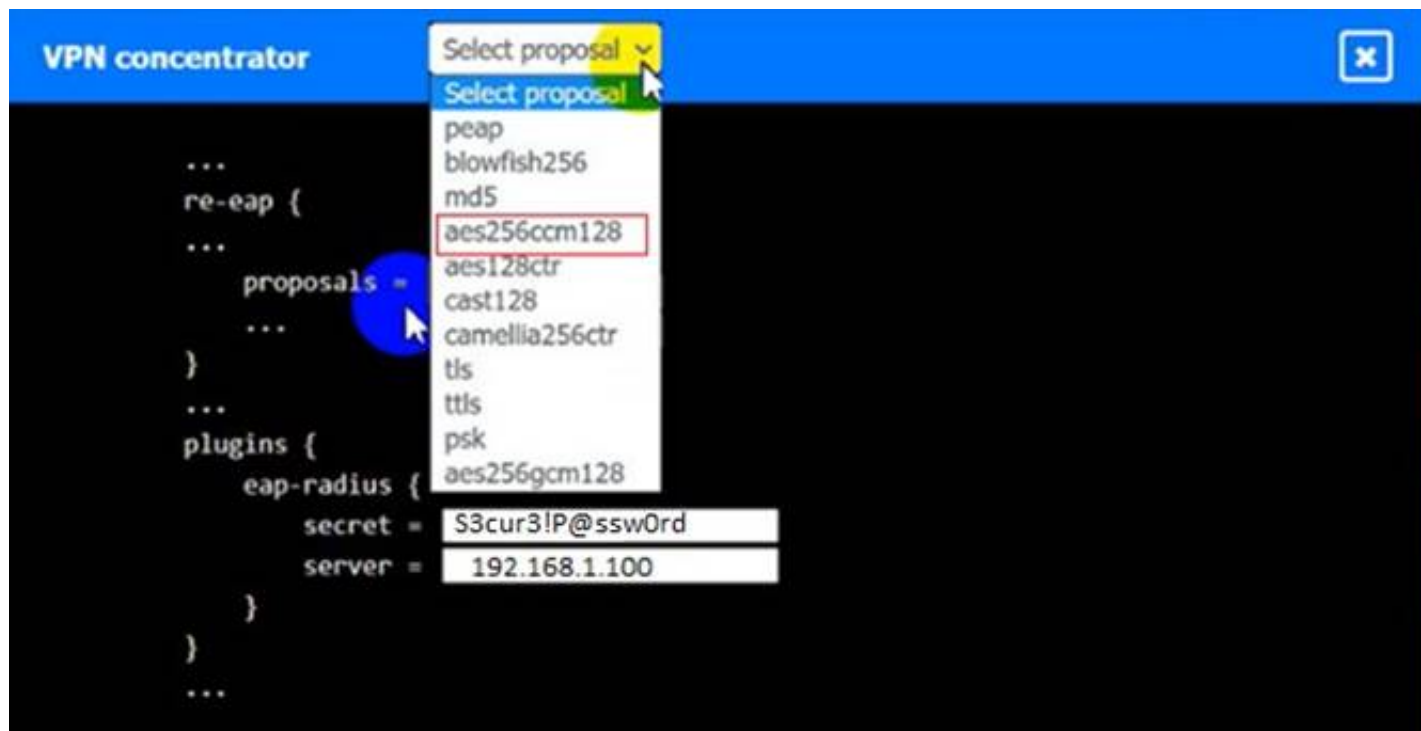 VPN concentrator
Select proposal
Select proposal
peap
blowfish256
md5
aes256ccm128
aes128ctr
cast128
camellia256ctr
tls
ttls
psk
aes256gcm128
...
re-eap {
...
proposals =
...
}
...
plugins {
eap-radius {
secret = S3cur3!P@ssw0rd
server = 192.168.1.100
}
}
...